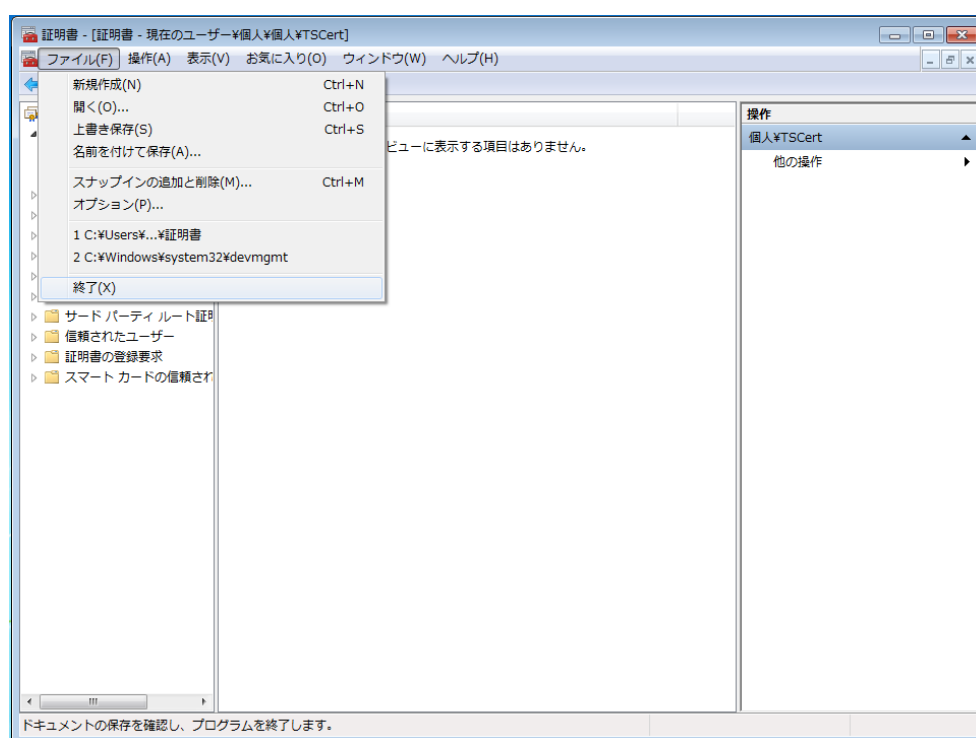 証明書 - [証明書 - 現在のユーザー¥個人¥個人¥TSCert]
ファイル(F) 操作(A) 表示(V) お気に入り(O) ウィンドウ(W) ヘルプ(H)
新規作成(N) Ctrl+N
開く(O)... Ctrl+O
上書き保存(S) Ctrl+S
名前を付けて保存(A)...
スナップインの追加と削除(M)... Ctrl+M
オプション(P)...
1 C:¥Users¥...¥証明書
2 C:¥Windows¥system32¥devmgmt
終了(X)
サード パーティ ルート証
信頼されたユーザー
証明書の登録要求
スマート カードの信頼され
ビューに表示する項目はありません。
操作
個人¥TSCert
他の操作
ドキュメントの保存を確認し、プログラムを終了します。